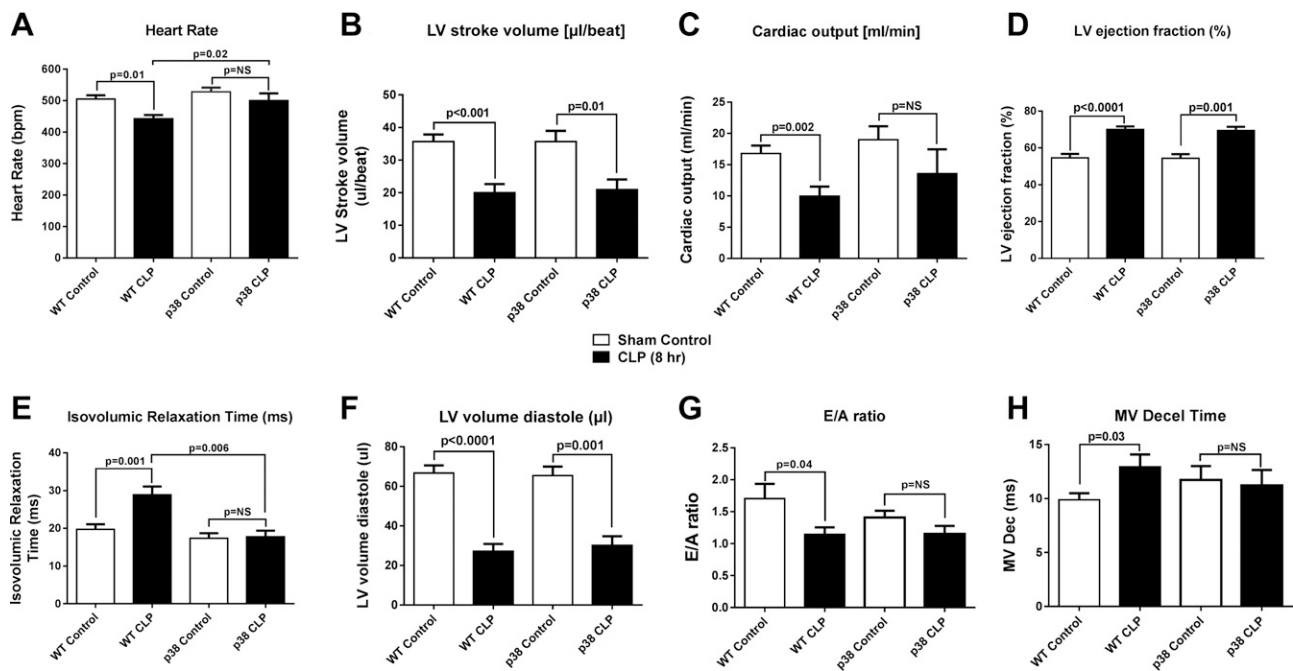 A
Heart Rate
p=0.02
p=0.01
p=NS
Heart Rate (bpm)
600
500
400
300
200
100
0
WT Control
WT CLP
p38 Control
p38 CLP
B
LV stroke volume [µl/beat]
p<0.001
p=0.01
LV Stroke volume
(ul/beat)
60
40
20
0
WT Control
WT CLP
p38 Control
p38 CLP
C
Cardiac output [ml/min]
p=0.002
p=NS
Cardiac output (ml/min)
25
20
15
10
5
0
WT Control
WT CLP
p38 Control
p38 CLP
D
LV ejection fraction (%)
p<0.0001
p=0.001
LV ejection fraction (%)
80
60
40
20
0
WT Control
WT CLP
p38 Control
p38 CLP
Sham Control
CLP (8 hr)
E
Isovolumic Relaxation Time (ms)
p=0.006
p=0.001
p=NS
Isovolumic Relaxation
Time (ms)
40
30
20
10
0
WT Control
WT CLP
p38 Control
p38 CLP
F
LV volume diastole (µl)
p<0.0001
p=0.001
LV volume diastole (ul)
80
60
40
20
0
WT Control
WT CLP
p38 Control
p38 CLP
G
E/A ratio
p=0.04
p=NS
E/A ratio
2.5
2.0
1.5
1.0
0.5
0.0
WT Control
WT CLP
p38 Control
p38 CLP
H
MV Decel Time
p=0.03
p=NS
MV Dec (ms)
15
10
5
0
WT Control
WT CLP
p38 Control
p38 CLP